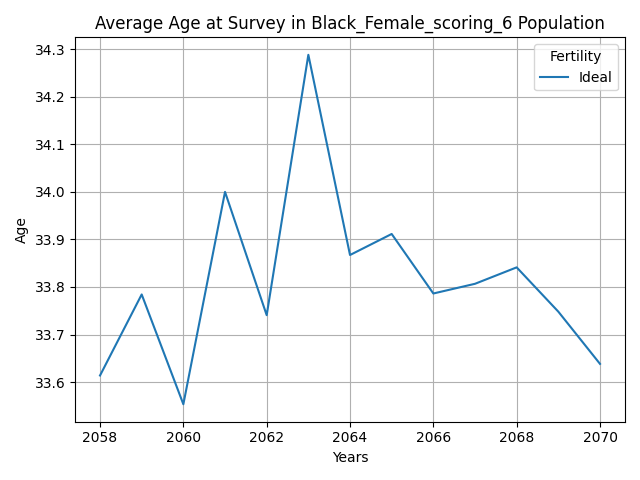 Average Age at Survey in Black_Female_scoring_6 Population
Fertility
Ideal
34.3
34.2
34.1
34.0
33.9
33.8
33.7
33.6
Age
2058 2060 2062 2064 2066 2068 2070
Years